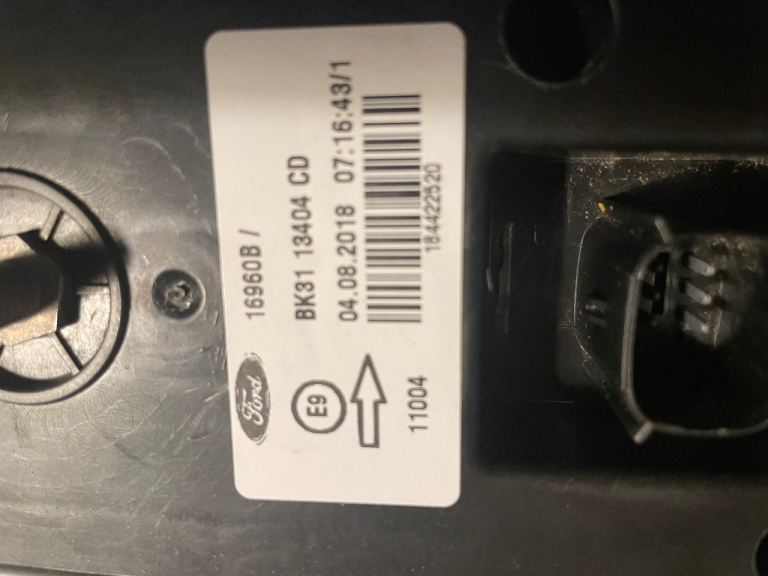 Ford
16960B /
E9
BK31 13404 CD
04.08.2018 07:16:43/1
184422520
11004